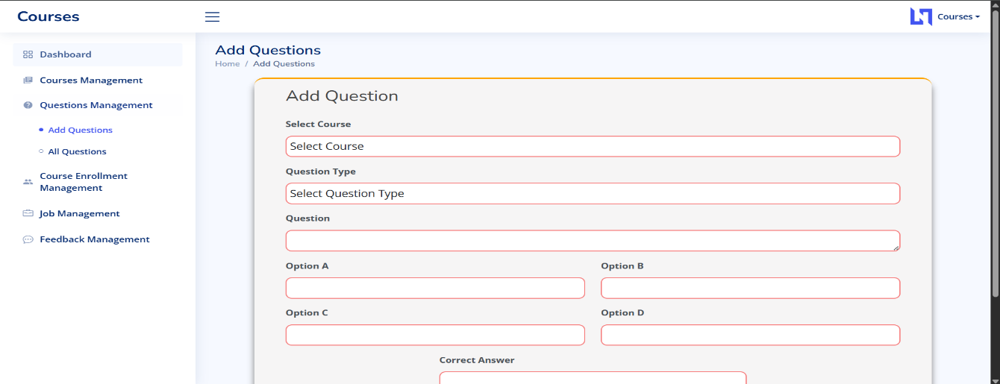 Courses
Courses
Dashboard
Courses Management
Questions Management
Add Questions
All Questions
Course Enrollment
Management
Job Management
Feedback Management
Add Questions
Home / Add Questions
Add Question
Select Course
Select Course
Question Type
Select Question Type
Question
Option A
Option B
Option C
Option D
Correct Answer